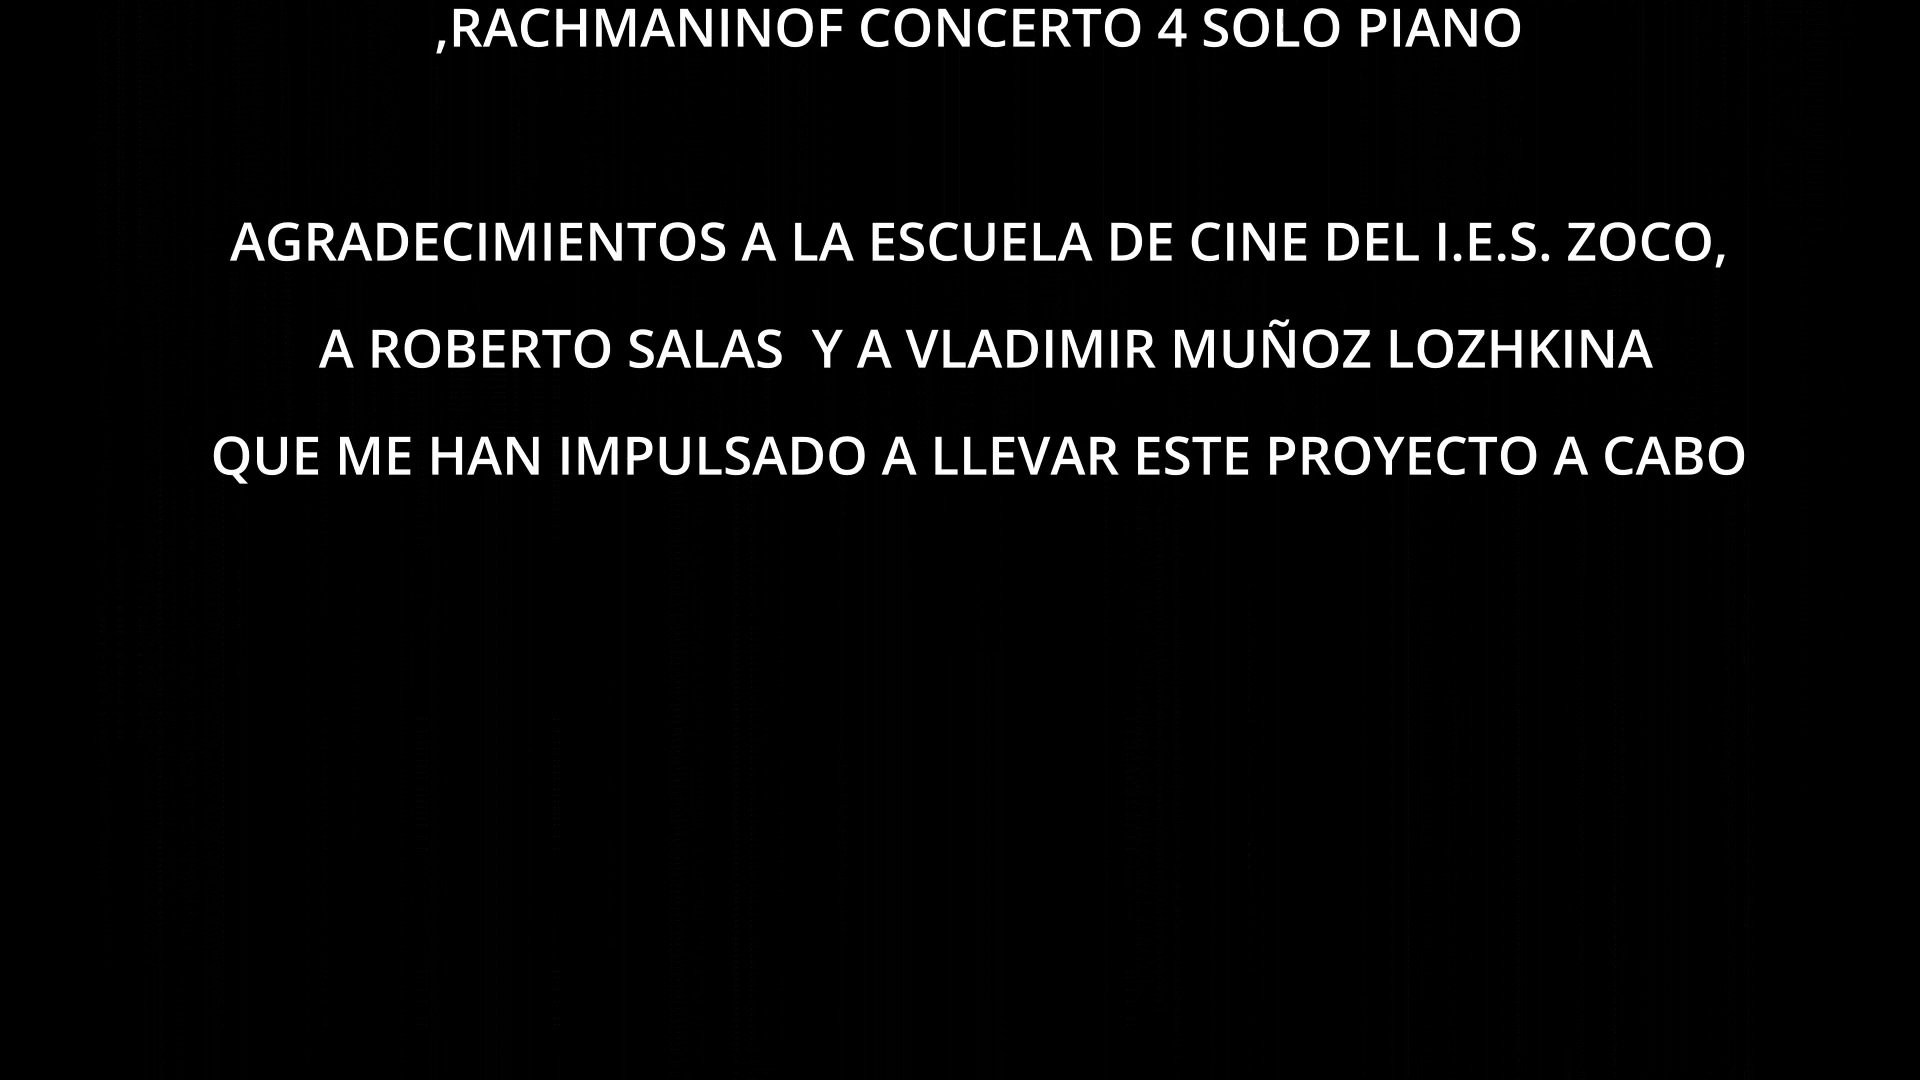 ,RACHMANINOF CONCERTO 4 SOLO PIANO
AGRADECIMIENTOS A LA ESCUELA DE CINE DEL I.E.S. ZOCO,
A ROBERTO SALAS  Y A VLADIMIR MUÑOZ LOZHKINA
QUE ME HAN IMPULSADO A LLEVAR ESTE PROYECTO A CABO